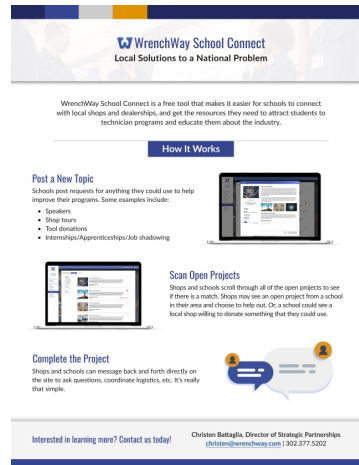 WrenchWay School Connect
Local Solutions to a National Problem
WrenchWay School Connect is a free tool that makes it easier for schools to connect
with local shops and dealerships, and get the resources they need to attract students to
technician programs and educate them about the industry.
How It Works
Post a New Topic
Schools post requests for anything they could use to help
improve their programs. Some examples include:
• Speakers
• Shop tours
• Tool donations
• Internships/Apprenticeships/Job shadowing
Scan Open Projects
Shops and schools scroll through all of the open projects to see
if there is a match. Shops may see an open project from a school
in their area and choose to help out. Or, a school could see a
local shop willing to donate something that they could use.
Complete the Project
Shops and schools can message back and forth directly on
the site to ask questions, coordinate logistics, etc. It's really
that simple.
Interested in learning more? Contact us today!
Christen Battaglia, Director of Strategic Partnerships
christen@wrenchway.com | 302.377.5202